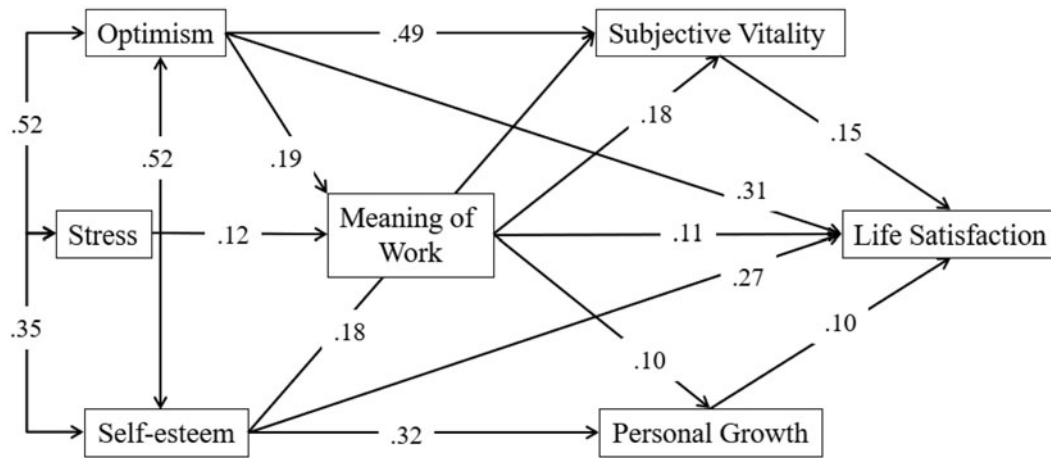 Optimism
.49
Subjective Vitality
.52
.18
.15
.52
.19
.31
Stress
.12
Meaning of
Work
.11
Life Satisfaction
.27
.35
.18
.10
.10
Self-esteem
.32
Personal Growth